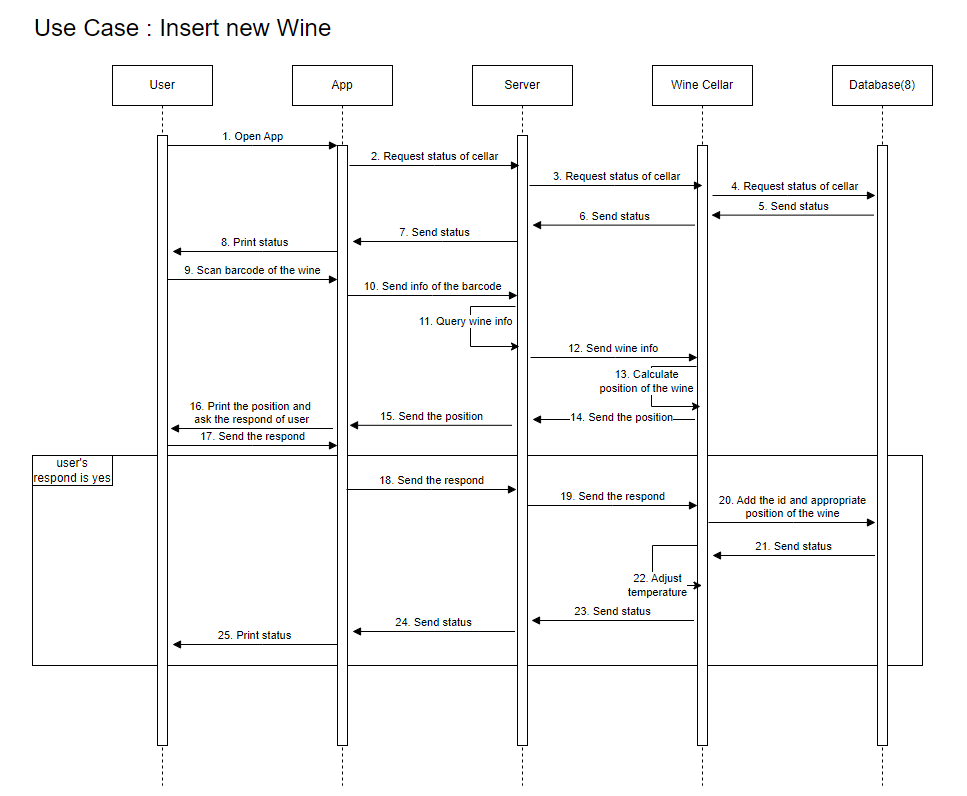 Use Case : Insert new Wine
User
App
Server
Wine Cellar
Database(8)
1. Open App
2. Request status of cellar
3. Request status of cellar
4. Request status of cellar
5. Send status
6. Send status
7. Send status
8. Print status
9. Scan barcode of the wine
10. Send info of the barcode
11. Query wine info
12. Send wine info
13. Calculate
position of the wine
14. Send the position
15. Send the position
16. Print the position and
ask the respond of user
17. Send the respond
user's
respond is yes
18. Send the respond
19. Send the respond
20. Add the id and appropriate
position of the wine
21. Send status
22. Adjust
temperature
23. Send status
24. Send status
25. Print status